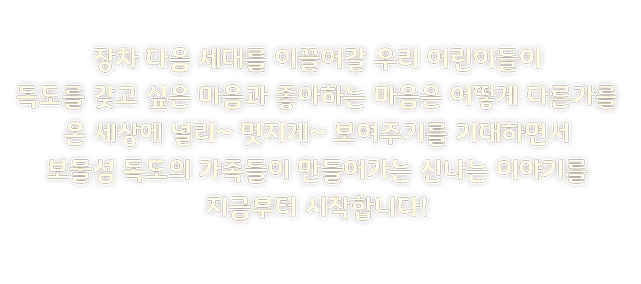 장차 다음 세대를 이끌어갈 우리 어린이들이
독도를 갖고 싶은 마음과 좋아하는 마음은 어떻게 다른가를
온 세상에 널리~ 멋지게~ 보여주기를 기대하면서
보물섬 독도의 가족들이 만들어가는 신나는 이야기를
지금부터 시작합니다!